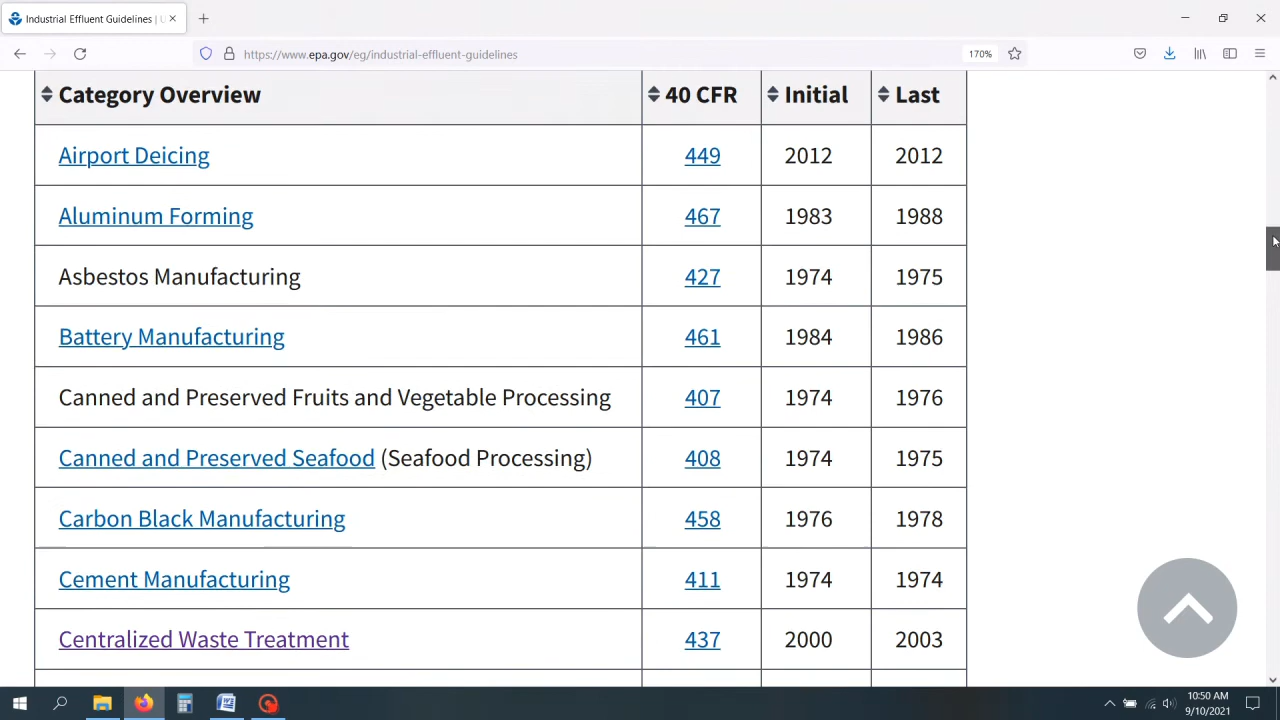 Industrial Effluent Guidelines | U
https://www.epa.gov/eg/industrial-effluent-guidelines
170%
Category Overview 40 CFR Initial Last
Airport Deicing 449 2012 2012
Aluminum Forming 467 1983 1988
Asbestos Manufacturing 427 1974 1975
Battery Manufacturing 461 1984 1986
Canned and Preserved Fruits and Vegetable Processing 407 1974 1976
Canned and Preserved Seafood (Seafood Processing) 408 1974 1975
Carbon Black Manufacturing 458 1976 1978
Cement Manufacturing 411 1974 1974
Centralized Waste Treatment 437 2000 2003
10:50 AM
9/10/2021